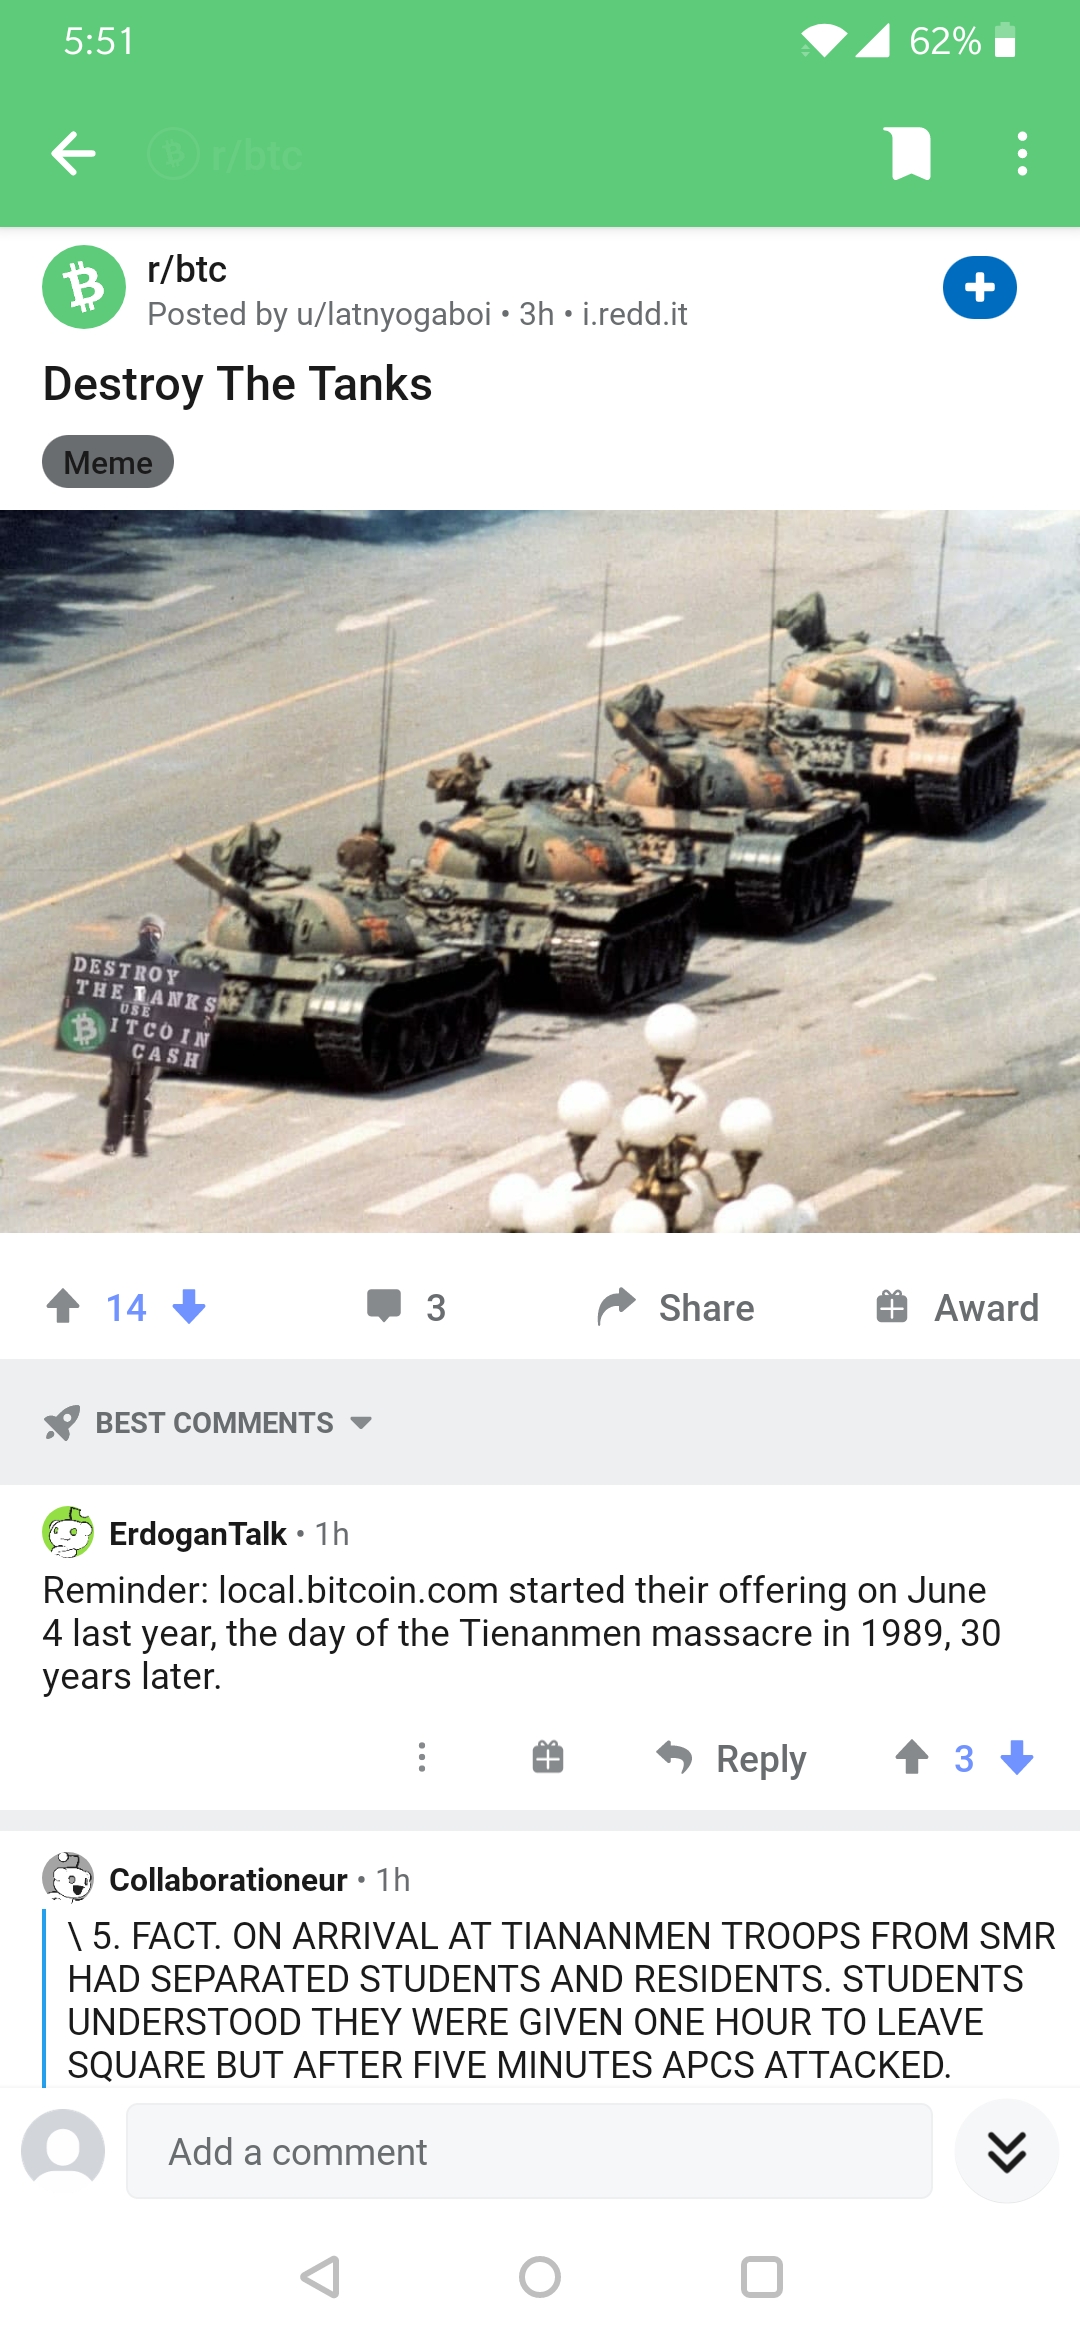 5:51
62%
r/btc
r/btc
Posted by u/latnyogaboi • 3h • i.redd.it
Destroy The Tanks
Meme
DESTROY
THE TANKS
USE
BITCOIN
CASH
14
3
Share
Award
BEST COMMENTS
ErdoganTalk • 1h
Reminder: local.bitcoin.com started their offering on June
4 last year, the day of the Tienanmen massacre in 1989, 30
years later.
Reply
3
Collaborationeur • 1h
\ 5. FACT. ON ARRIVAL AT TIANANMEN TROOPS FROM SMR
HAD SEPARATED STUDENTS AND RESIDENTS. STUDENTS
UNDERSTOOD THEY WERE GIVEN ONE HOUR TO LEAVE
SQUARE BUT AFTER FIVE MINUTES APCS ATTACKED.
Add a comment